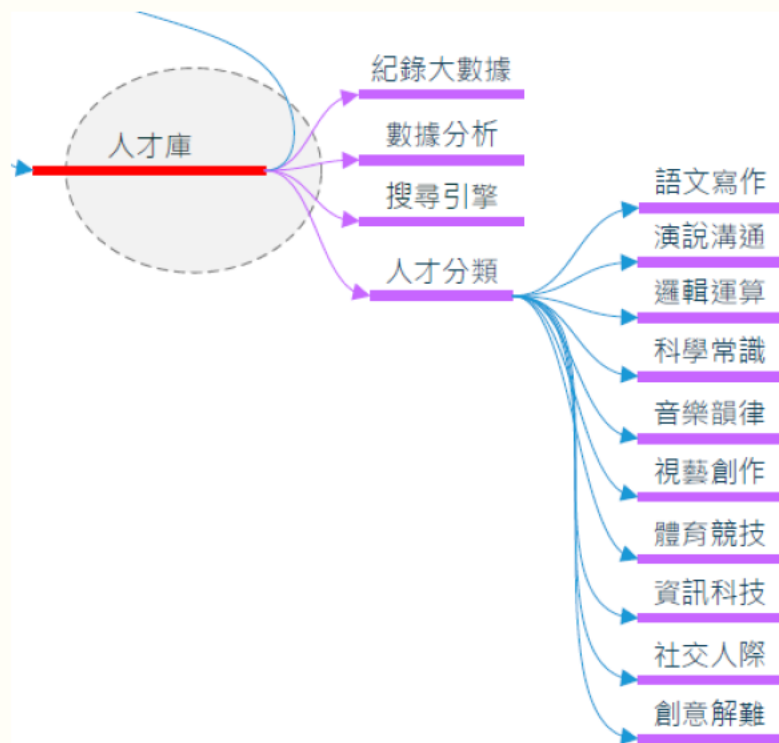 人才庫
紀錄大數據
數據分析
搜尋引擎
人才分類
語文寫作
演說溝通
邏輯運算
科學常識
音樂韻律
視藝創作
體育競技
資訊科技
社交人際
創意解難